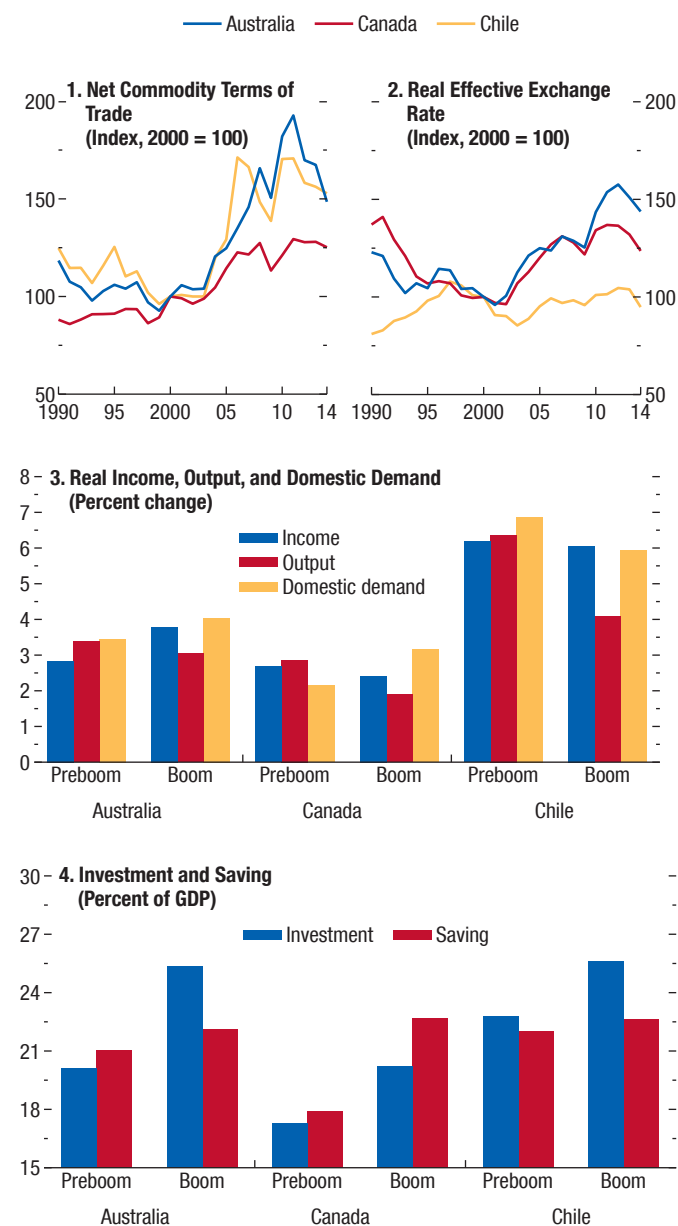 Australia Canada Chile
1. Net Commodity Terms of
Trade
(Index, 2000 = 100)
200
150
100
50
1990 95 2000 05 10 14
2. Real Effective Exchange
Rate
(Index, 2000 = 100)
200
150
100
50
1990 95 2000 05 10 14
3. Real Income, Output, and Domestic Demand
(Percent change)
Income
Output
Domestic demand
8
7
6
5
4
3
2
1
0
Preboom Boom Preboom Boom Preboom Boom
Australia Canada Chile
4. Investment and Saving
(Percent of GDP)
Investment Saving
30
27
24
21
18
15
Preboom Boom Preboom Boom Preboom Boom
Australia Canada Chile